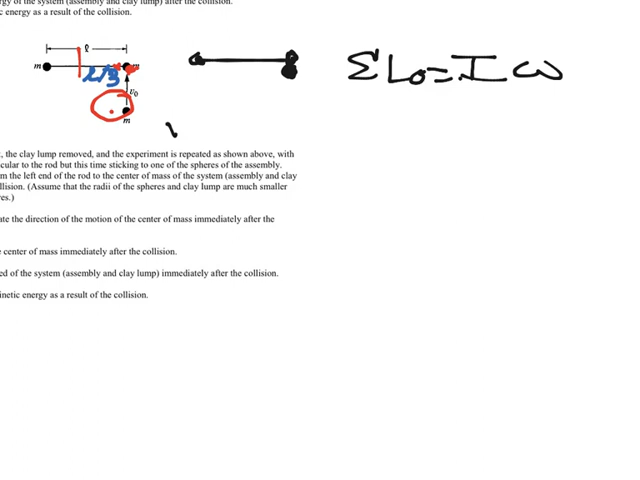 rgy of the system (assembly and clay lump) after the collision.
ic energy as a result of the collision.
ℓ
m
L/3
v₀
m
ΣL₀=Iω
t, the clay lump removed, and the experiment is repeated as shown above, with
cular to the rod but this time sticking to one of the spheres of the assembly.
m the left end of the rod to the center of mass of the system (assembly and clay
llision. (Assume that the radii of the spheres and clay lump are much smaller
res.)
ate the direction of the motion of the center of mass immediately after the
e center of mass immediately after the collision.
ed of the system (assembly and clay lump) immediately after the collision.
inetic energy as a result of the collision.